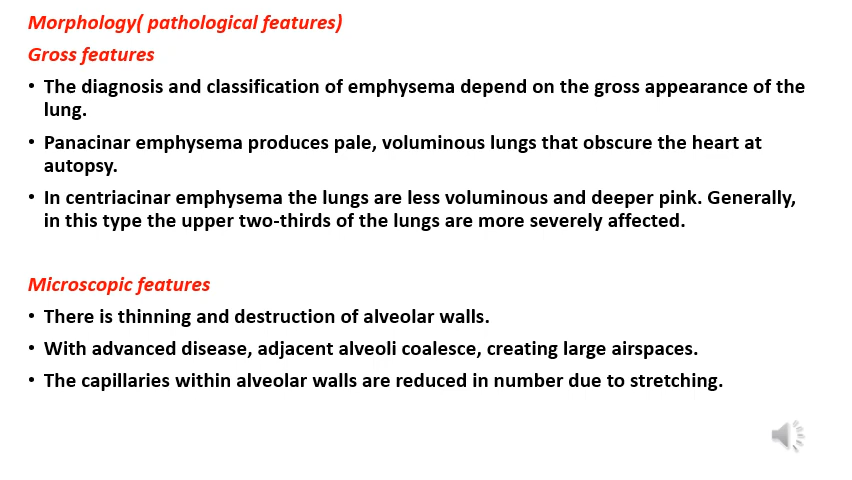 Morphology( pathological features)
Gross features
• The diagnosis and classification of emphysema depend on the gross appearance of the
lung.
• Panacinar emphysema produces pale, voluminous lungs that obscure the heart at
autopsy.
• In centriacinar emphysema the lungs are less voluminous and deeper pink. Generally,
in this type the upper two-thirds of the lungs are more severely affected.
Microscopic features
• There is thinning and destruction of alveolar walls.
• With advanced disease, adjacent alveoli coalesce, creating large airspaces.
• The capillaries within alveolar walls are reduced in number due to stretching.